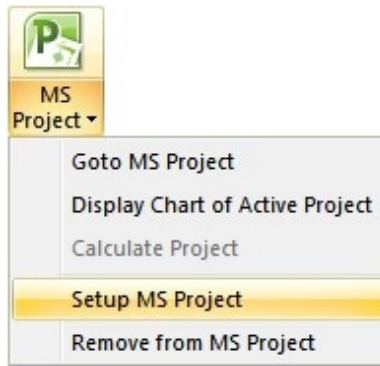 MS
Project
Goto MS Project
Display Chart of Active Project
Calculate Project
Setup MS Project
Remove from MS Project